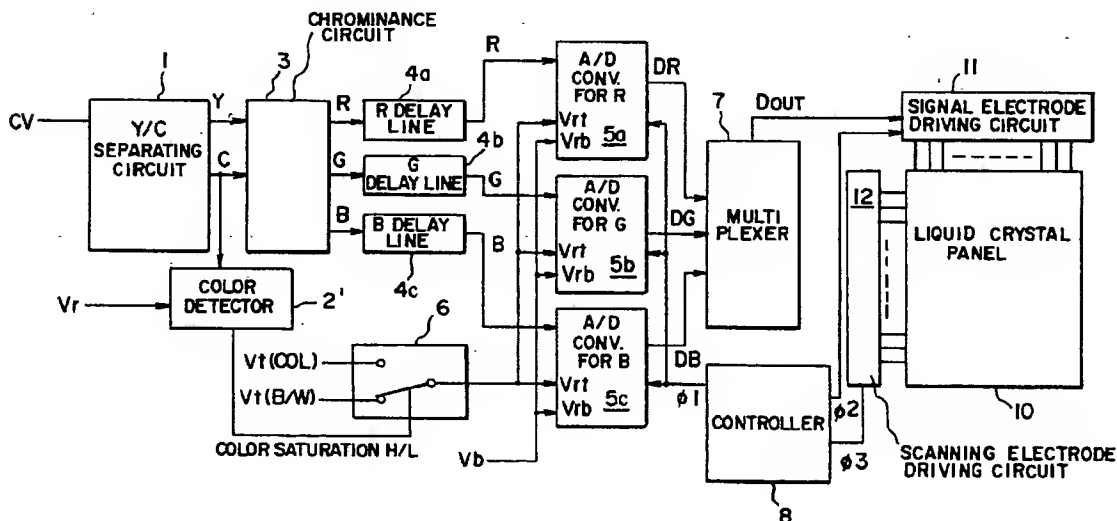 CHROMINANCE
CIRCUIT
1
3
4a
R
A/D
CONV.
FOR R
DR
11
CV
Y
R
R DELAY
LINE
7
DOUT
SIGNAL ELECTRODE
DRIVING CIRCUIT
Y/C
SEPARATING
CIRCUIT
Vrt
Vrb
5a
4b
C
G
G
DELAY LINE
G
A/D
CONV.
FOR G
DG
MULTI
PLEXER
12
LIQUID CRYSTAL
PANEL
B
B DELAY
LINE
B
Vrt
Vrb
5b
4c
Vr
COLOR
DETECTOR
2'
6
A/D
CONV.
FOR B
DB
Vt(COL)
Vt(B/W)
Vrt
Vrb
5c
φ1
CONTROLLER
φ2
10
COLOR SATURATION H/L
Vb
φ3
SCANNING ELECTRODE
DRIVING CIRCUIT
8